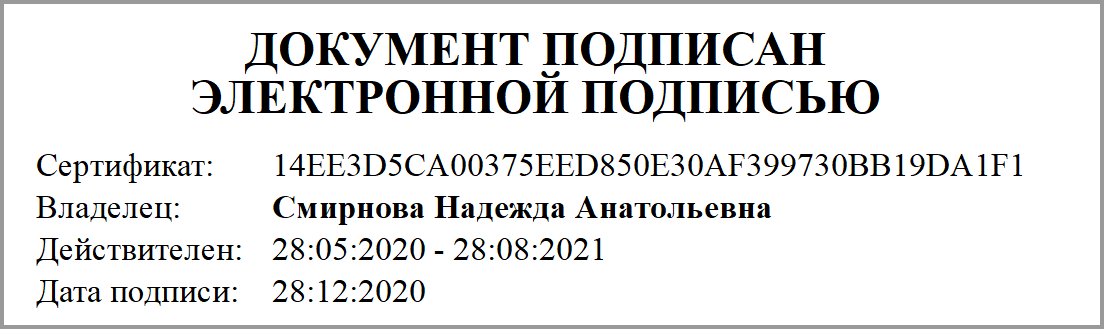 ДОКУМЕНТ ПОДПИСАН
ЭЛЕКТРОННОЙ ПОДПИСЬЮ
Сертификат: 14EE3D5CA00375EED850E30AF399730BB19DA1F1
Владелец: Смирнова Надежда Анатольевна
Действителен: 28:05:2020 - 28:08:2021
Дата подписи: 28:12:2020